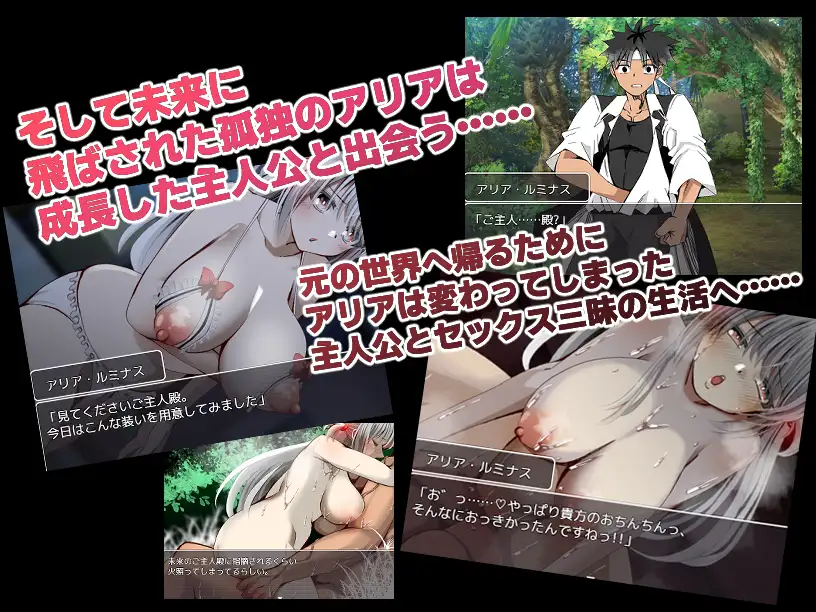 そして未来に
飛ばされた孤独のアリアは
成長した主人公と出会う……
アリア・ルミナス
「ご主人……殿?」
元の世界へ帰るために
アリアは変わってしまった
主人公とセックス三昧の生活へ……
アリア・ルミナス
「見てくださいご主人殿。
今日はこんな装いを用意してみました」
アリア・ルミナス
「お゛っ……♡やっぱり貴方のおちんちんっ、
そんなにおっきかったんですねっ!!」
未来のご主人殿に
されるくらい
火照ってしまってるらしい。